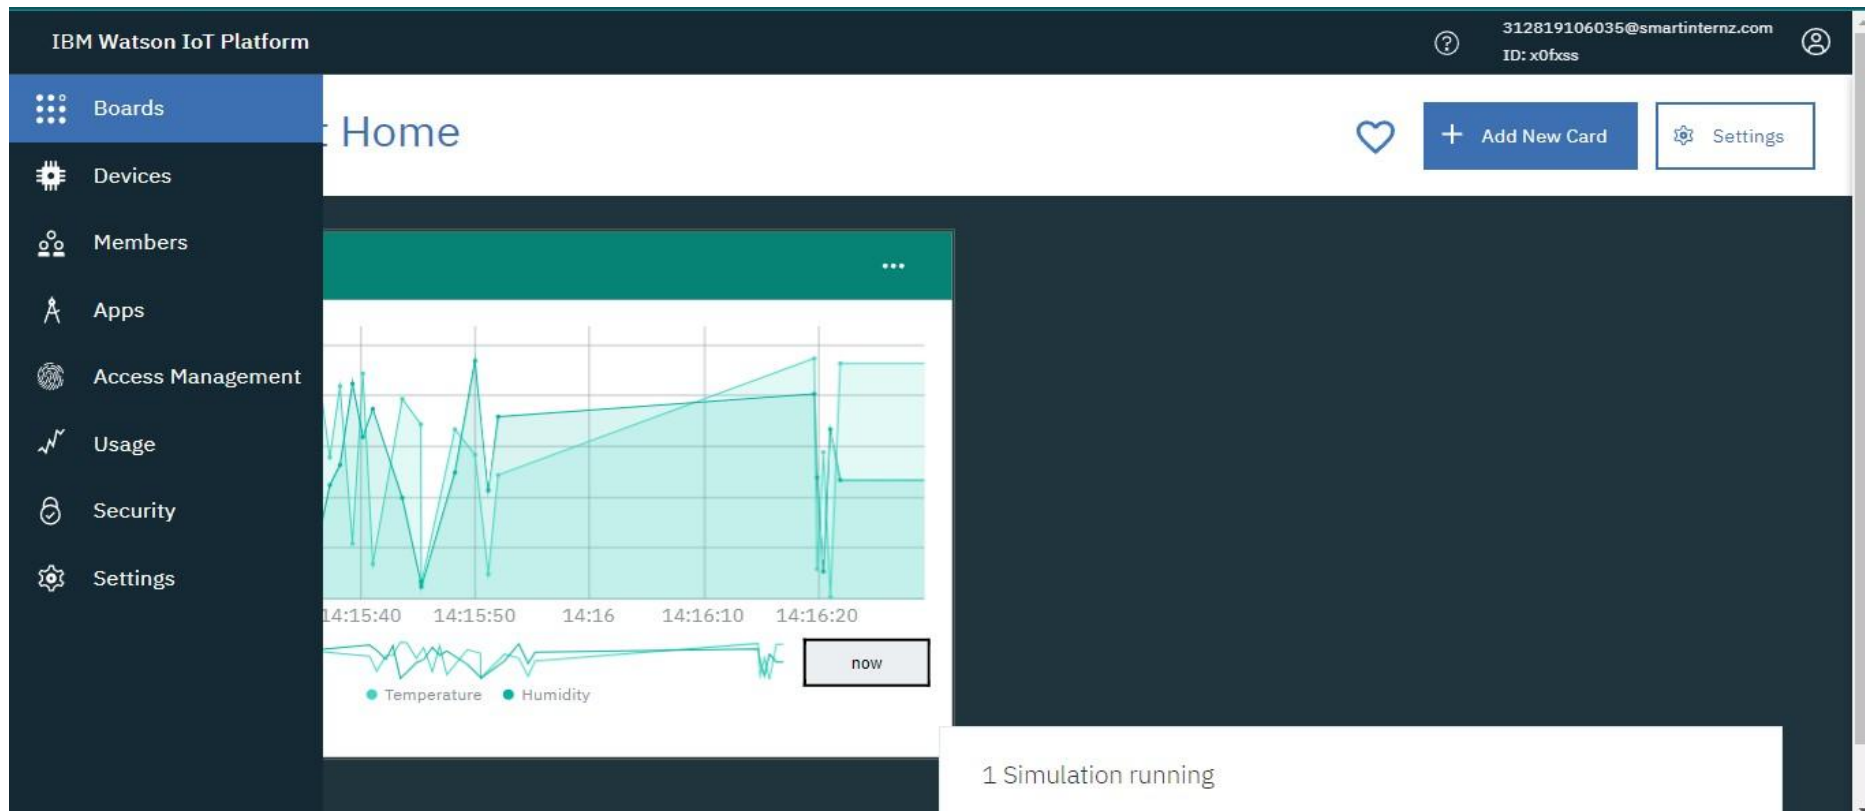 IBM Watson IoT Platform
312819106035@smartinternz.com
ID: x0fxss
Boards
Devices
Members
Apps
Access Management
Usage
Security
Settings
t Home
Add New Card
Settings
14:15:40 14:15:50 14:16 14:16:10 14:16:20
now
Temperature Humidity
1 Simulation running